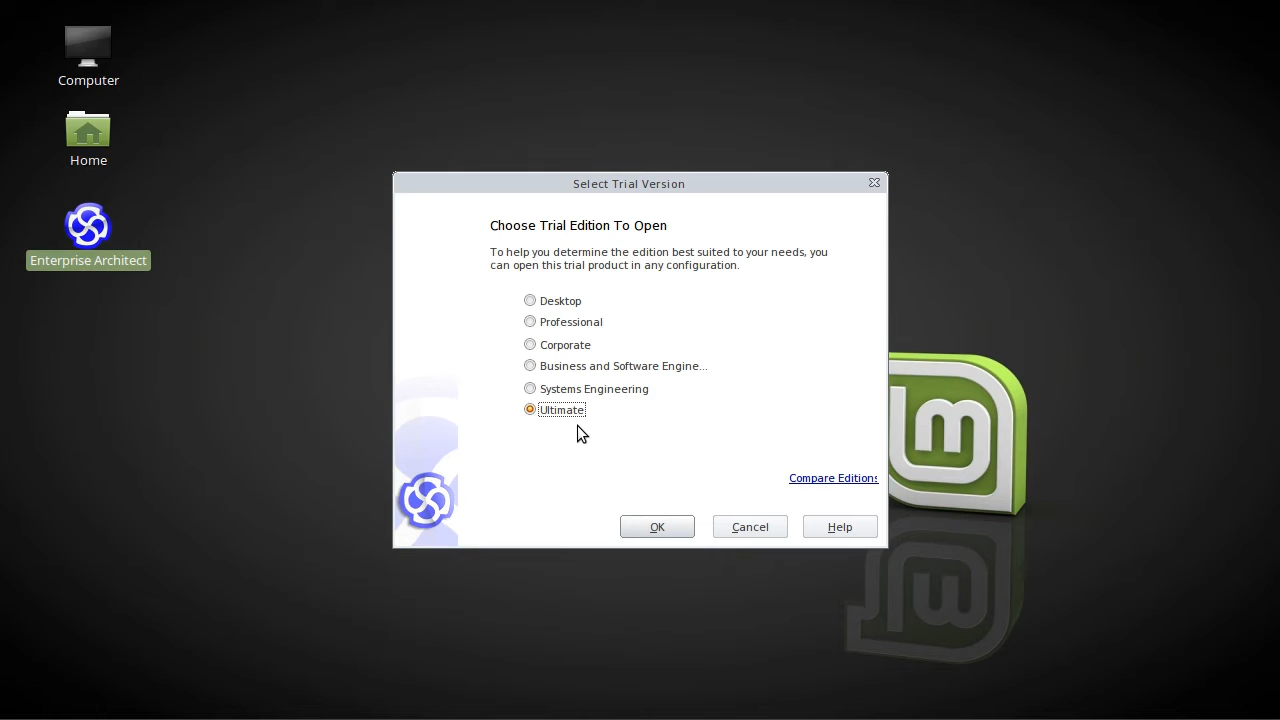 Computer
Home
Enterprise Architect
Select Trial Version
Choose Trial Edition To Open
To help you determine the edition best suited to your needs, you
can open this trial product in any configuration.
Desktop
Professional
Corporate
Business and Software Engine...
Systems Engineering
Ultimate
Compare Editions
OK
Cancel
Help